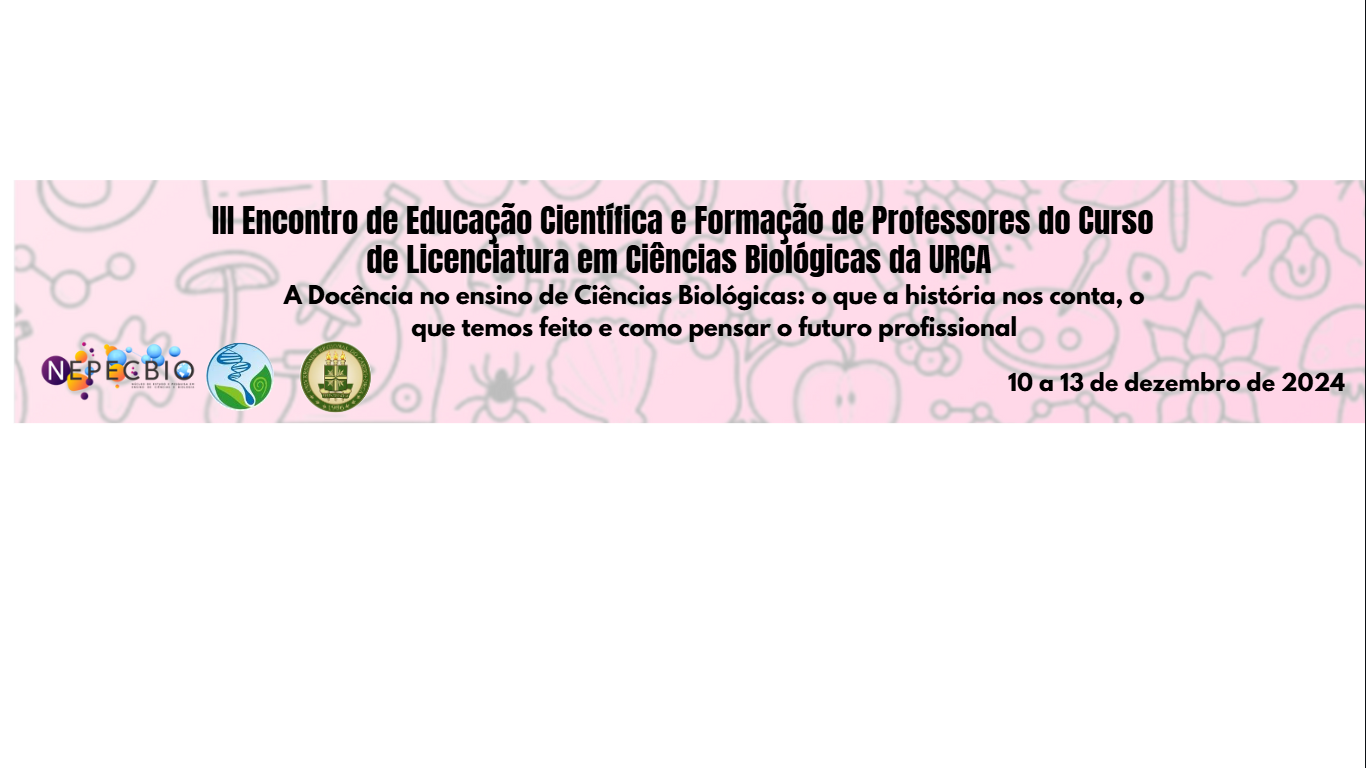 III Encontro de Educação Científica e Formação de Professores do Curso
de Licenciatura em Ciências Biológicas da URCA
A Docência no ensino de Ciências Biológicas: o que a história nos conta, o
que temos feito e como pensar o futuro profissional
NEPECBIO
10 a 13 de dezembro de 2024